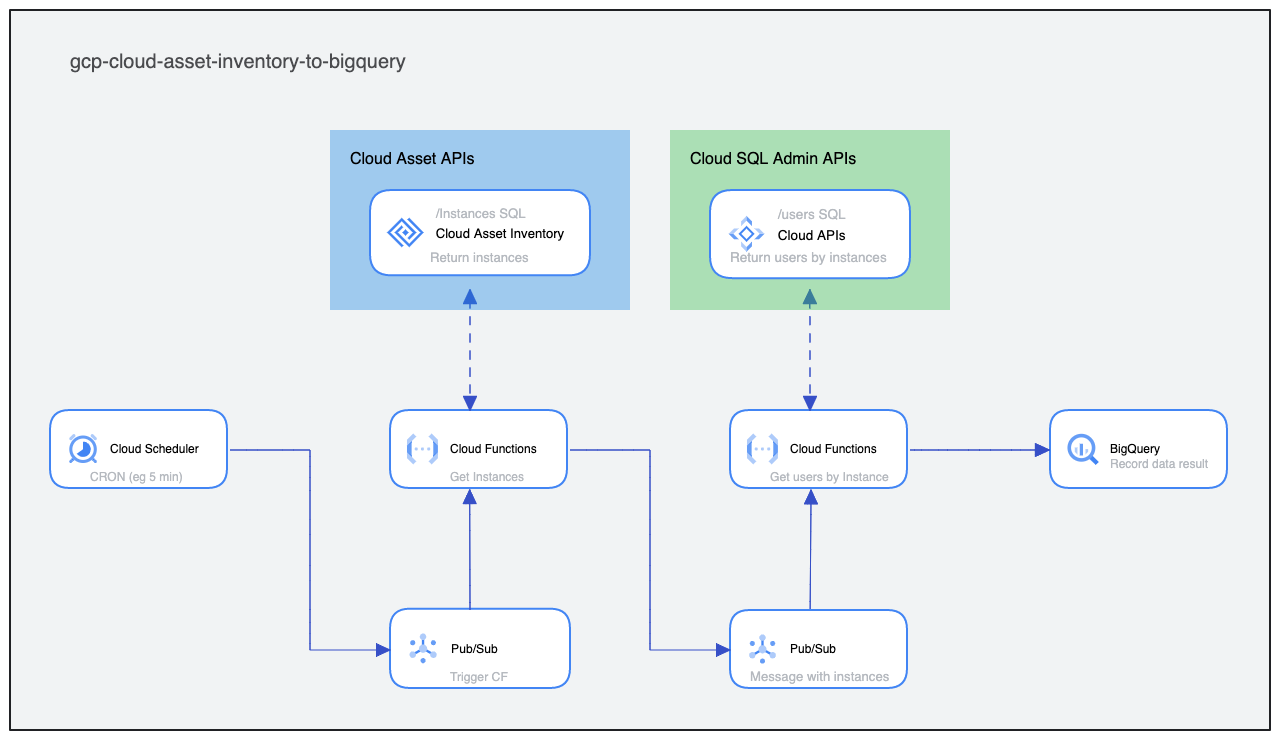 gcp-cloud-asset-inventory-to-bigquery
Cloud Asset APIs
/Instances SQL
Cloud Asset Inventory
Return instances
Cloud SQL Admin APIs
/users SQL
Cloud APIs
Return users by instances
Cloud Scheduler
CRON (eg 5 min)
Cloud Functions
Get Instances
Cloud Functions
Get users by Instance
BigQuery
Record data result
Pub/Sub
Trigger CF
Pub/Sub
Message with instances